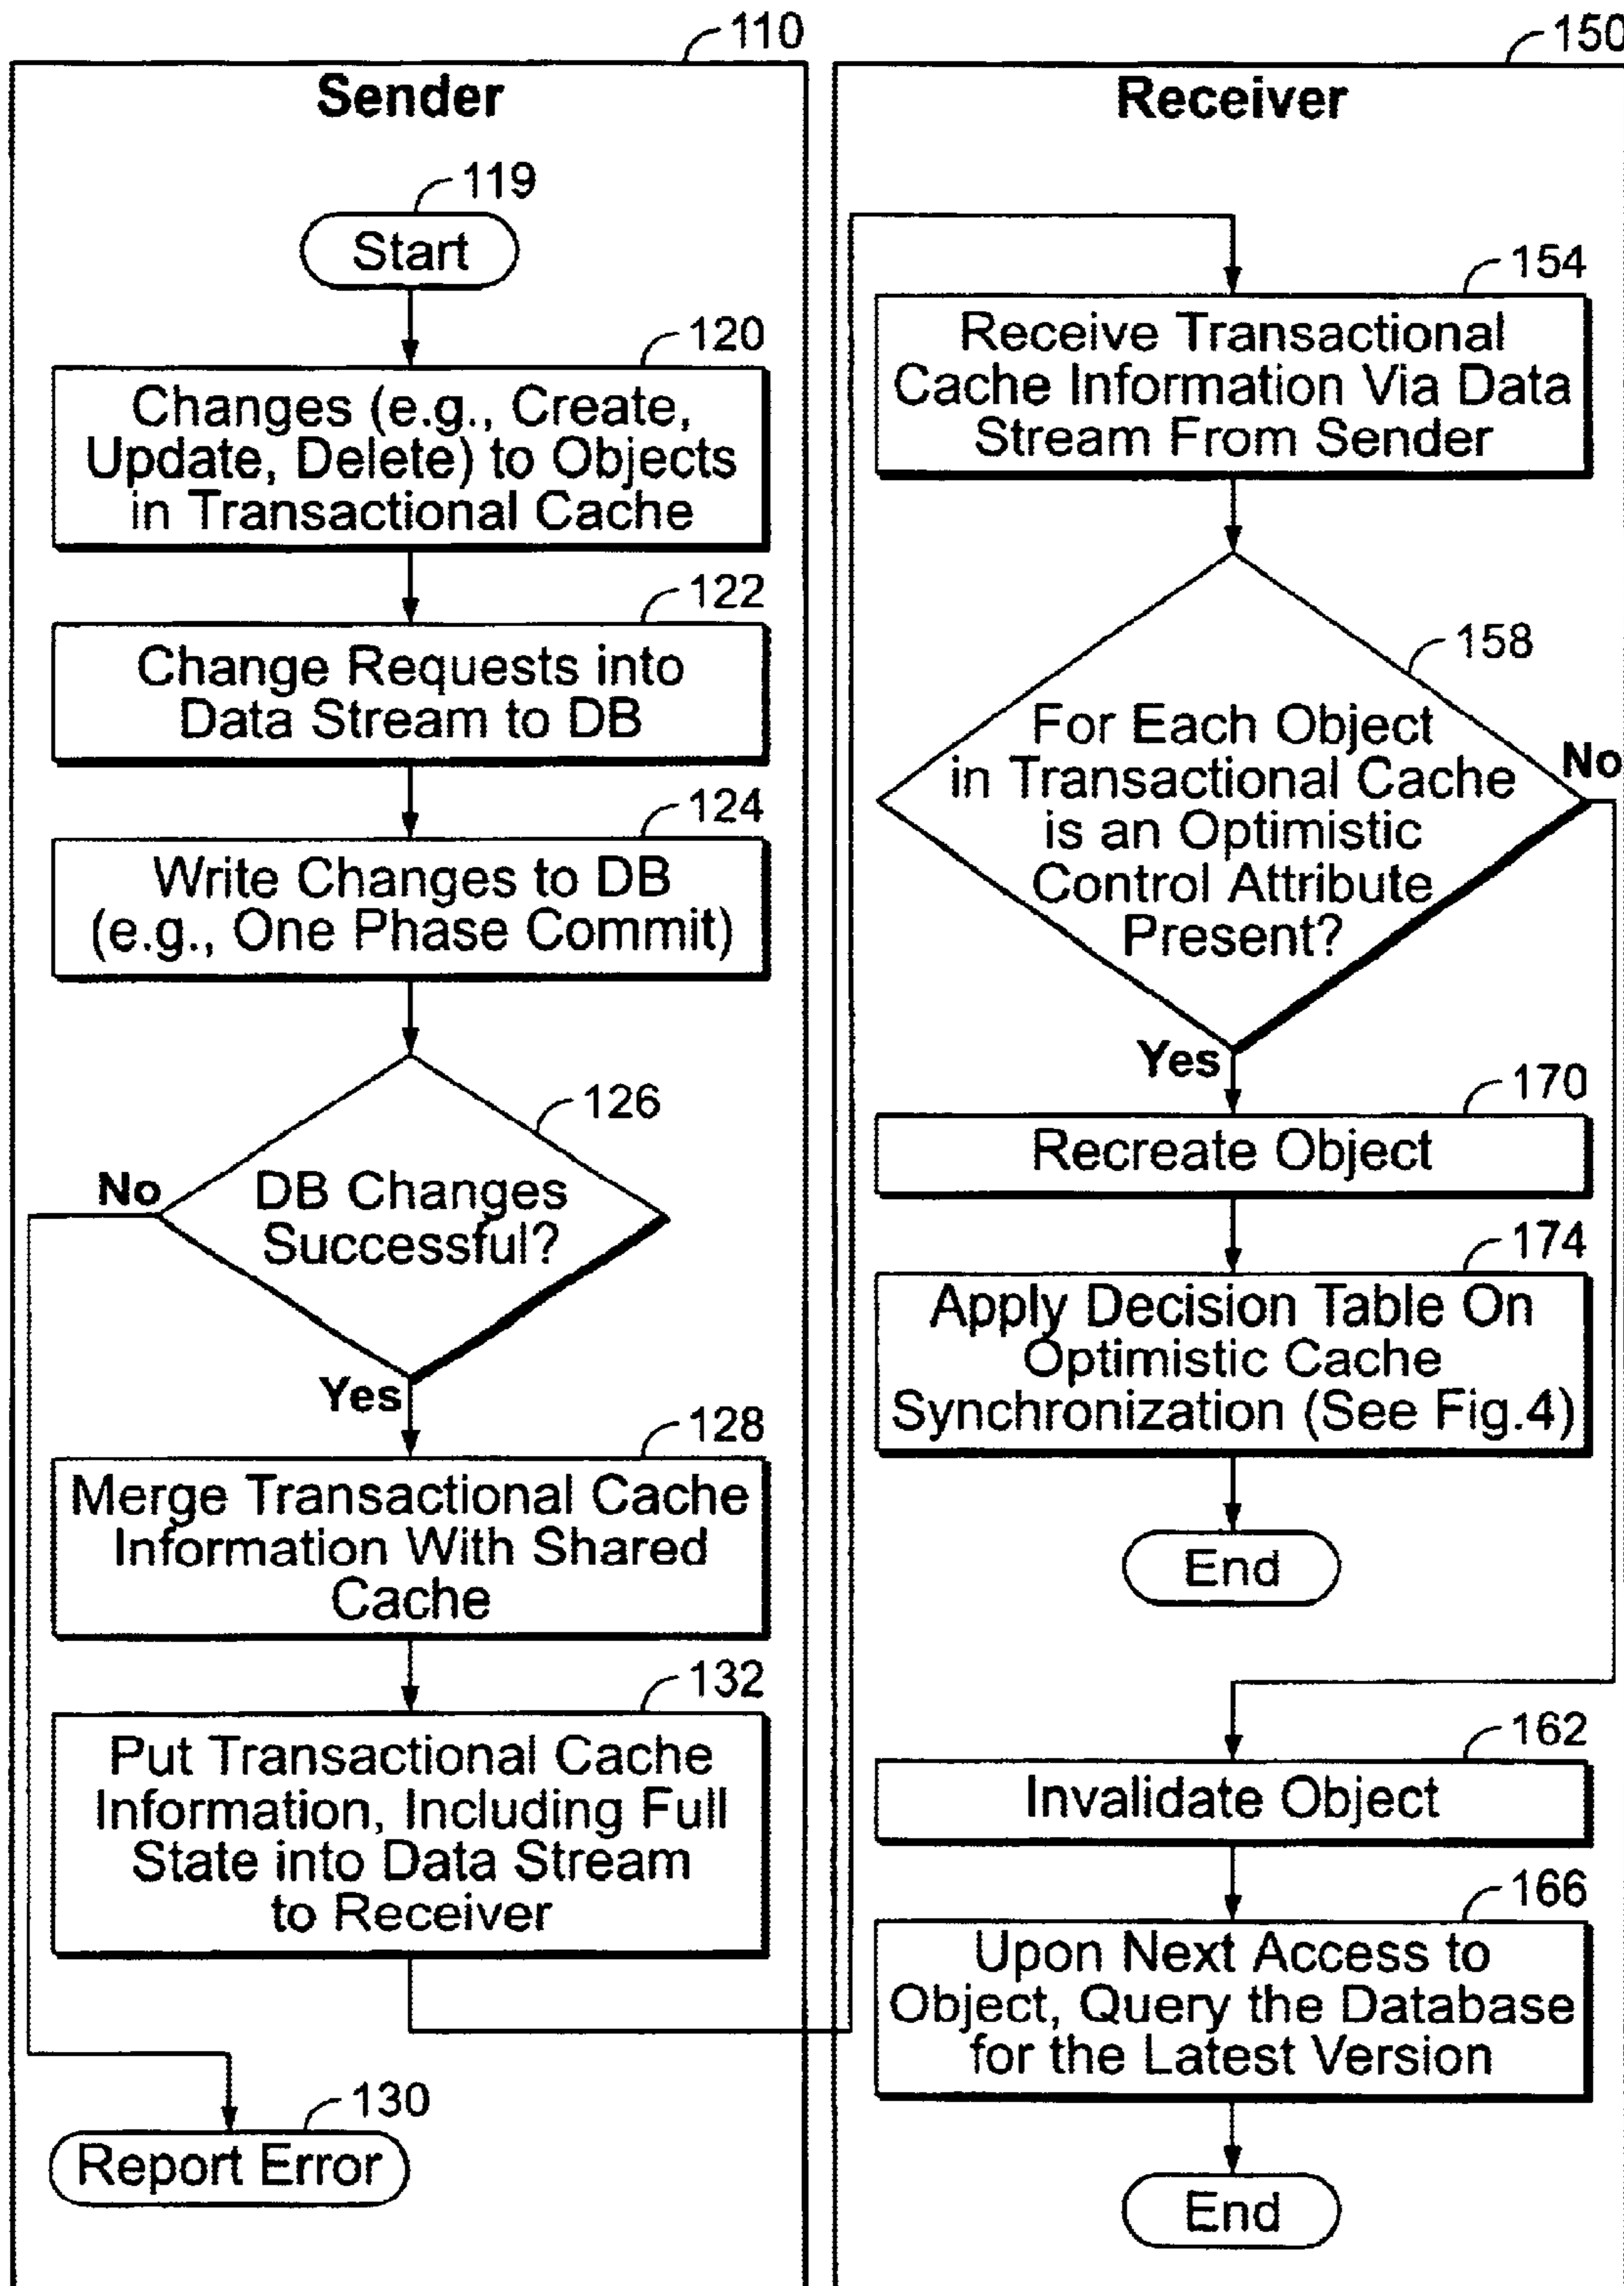 110
Sender
119
Start
120
Changes (e.g., Create,
Update, Delete) to Objects
in Transactional Cache
122
Change Requests into
Data Stream to DB
124
Write Changes to DB
(e.g., One Phase Commit)
126
No
DB Changes
Successful?
Yes
128
Merge Transactional Cache
Information With Shared
Cache
132
Put Transactional Cache
Information, Including Full
State into Data Stream
to Receiver
130
Report Error
150
Receiver
154
Receive Transactional
Cache Information Via Data
Stream From Sender
158
For Each Object
in Transactional Cache
is an Optimistic
Control Attribute
Present?
No
Yes
170
Recreate Object
174
Apply Decision Table On
Optimistic Cache
Synchronization (See Fig.4)
End
162
Invalidate Object
166
Upon Next Access to
Object, Query the Database
for the Latest Version
End